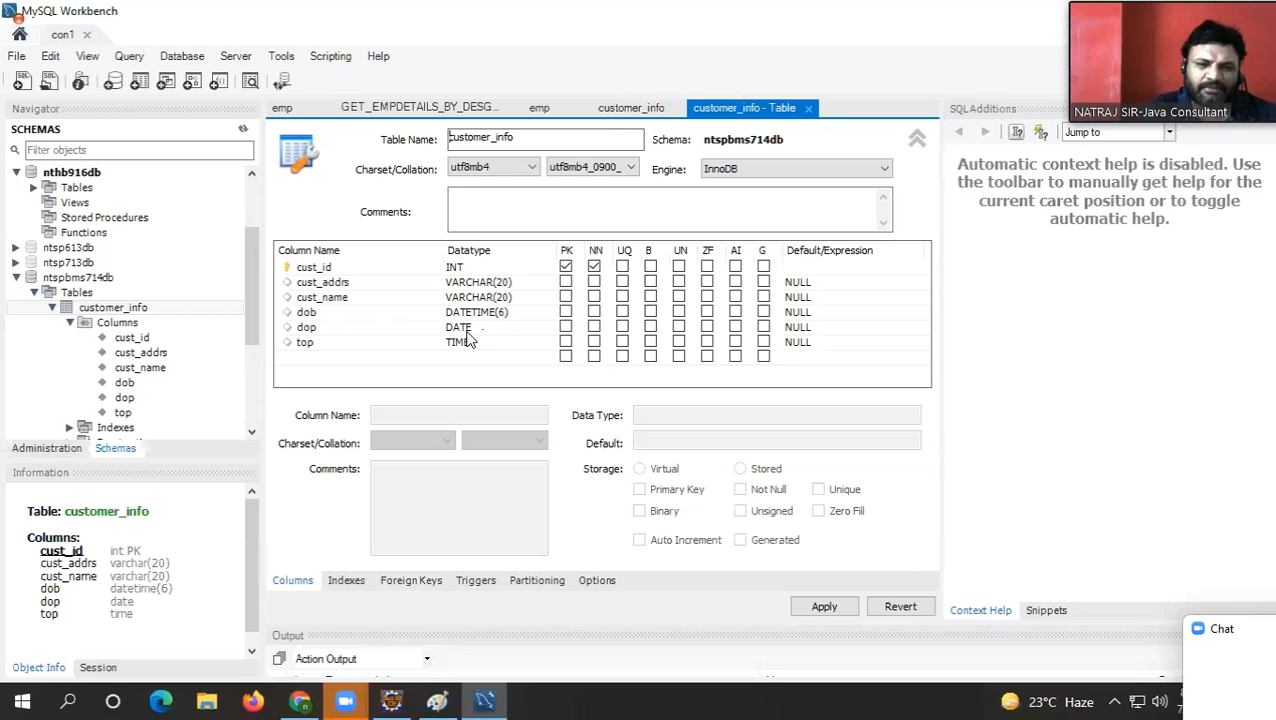 MySQL Workbench
con1
File Edit View Query Database Server Tools Scripting Help
Navigator
SCHEMAS
Filter objects
nthb916db
Tables
Views
Stored Procedures
Functions
ntsp613db
ntsp713db
ntspbms714db
Tables
customer_info
Columns
cust_id
cust_addrs
cust_name
dob
dop
top
Indexes
Administration Schemas
Information
Table: customer_info
Columns:
cust_id int PK
cust_addrs varchar(20)
cust_name varchar(20)
dob datetime(6)
dop date
top time
Object Info Session
emp GET_EMPDETAILS_BY_DESG... emp customer_info customer_info - Table
Table Name: customer_info Schema: ntspbms714db
Charset/Collation: utf8mb4 utf8mb4_0900_ Engine: InnoDB
Comments:
Column Name Datatype PK NN UQ B UN ZF AI G Default/Expression
cust_id INT
cust_addrs VARCHAR(20) NULL
cust_name VARCHAR(20) NULL
dob DATETIME(6) NULL
dop DATE NULL
top TIME NULL
Column Name: Data Type:
Charset/Collation: Default:
Comments: Storage: Virtual Stored
Primary Key Not Null Unique
Binary Unsigned Zero Fill
Auto Increment Generated
Columns Indexes Foreign Keys Triggers Partitioning Options
Apply Revert
Output
Action Output
NATRAJ SIR-Java Consultant
SQLAdditions
Jump to
Automatic context help is disabled. Use
the toolbar to manually get help for the
current caret position or to toggle
automatic help.
Context Help Snippets
Chat
23°C Haze